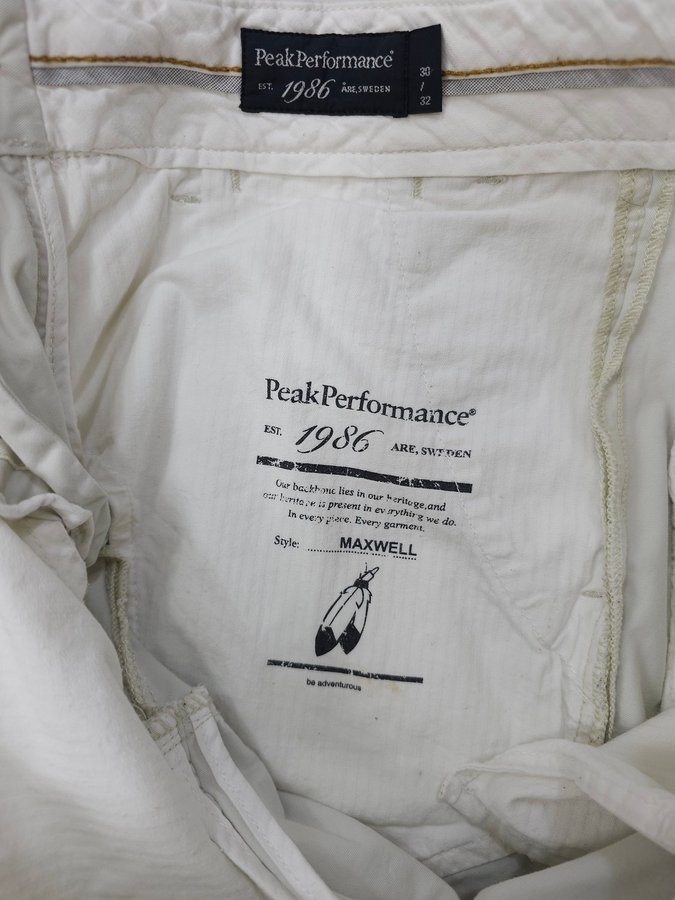 PeakPerformance®
EST. 1986 ÅRE, SWEDEN
30
/
32
PeakPerformance®
EST. 1986 ARE, SWEDEN
Our backbone lies in our heritage, and
our heritage is present in everything we do.
In every piece. Every garment.
Style: MAXWELL
be adventurous